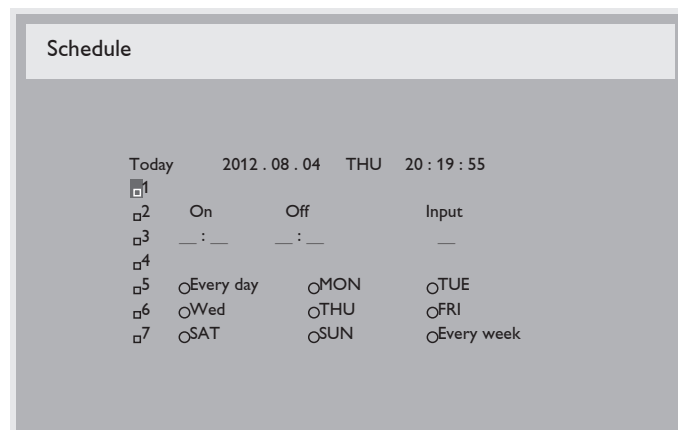 Schedule
Today 2012 . 08 . 04 THU 20 : 19 : 55
1
2 On Off Input
3 __ : __ __ : __ __
4
5 Every day MON TUE
6 Wed THU FRI
7 SAT SUN Every week